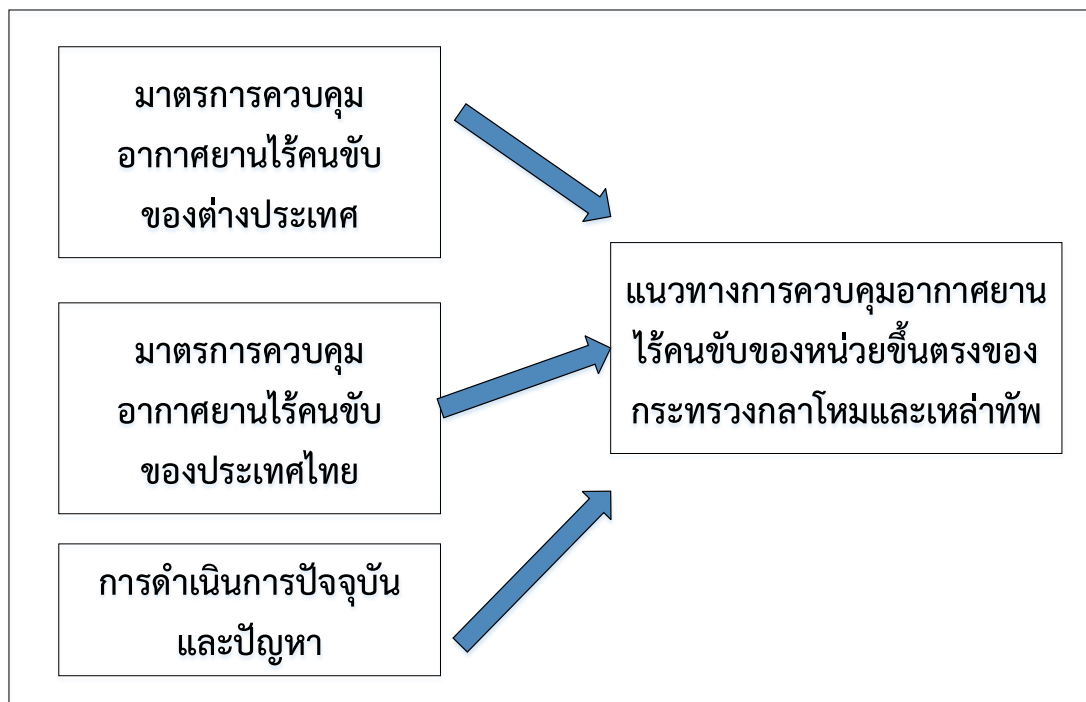 มาตรการควบคุม
อากาศยานไร้คนขับ
ของต่างประเทศ
มาตรการควบคุม
อากาศยานไร้คนขับ
ของประเทศไทย
การดำเนินการปัจจุบัน
และปัญหา
แนวทางการควบคุมอากาศยาน
ไร้คนขับของหน่วยขึ้นตรงของ
กระทรวงกลาโหมและเหล่าทัพ